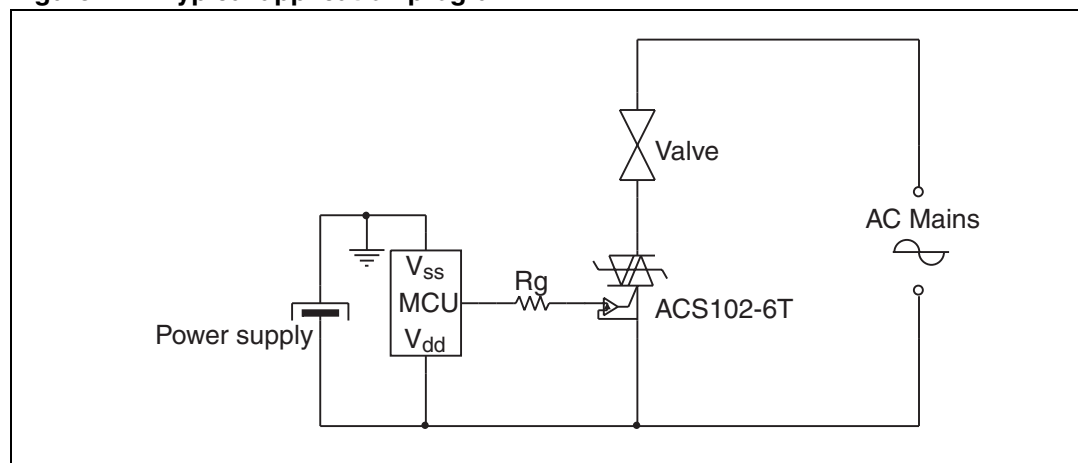 Valve
AC Mains
Vss
MCU
Vdd
Rg
ACS102-6T
Power supply